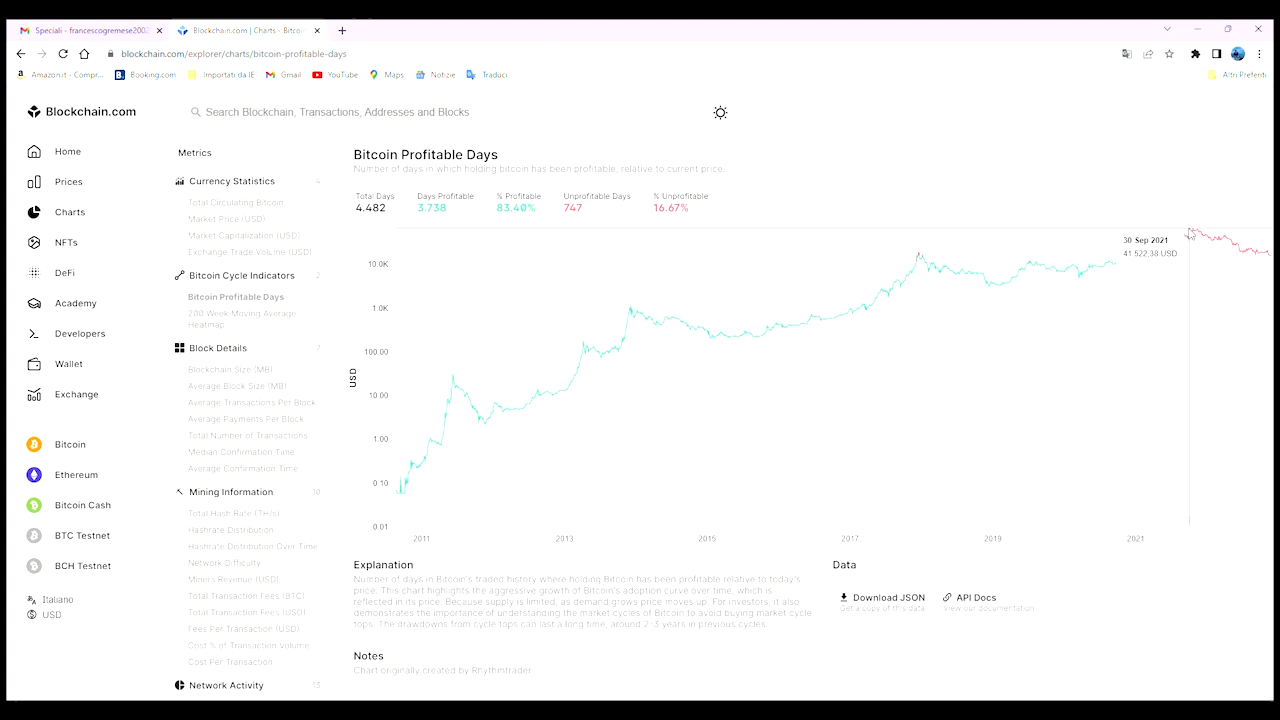 Speciali - francescogremese200
Blockchain.com | Charts - Bitcoi
blockchain.com/explorer/charts/bitcoin-profitable-days
Amazon.it - Compr...
Booking.com
Importati da IE
Gmail
YouTube
Maps
Notizie
Traduci
Altri Preferiti
Blockchain.com
Search Blockchain, Transactions, Addresses and Blocks
Home
Prices
Charts
NFTs
DeFi
Academy
Developers
Wallet
Exchange
Bitcoin
Ethereum
Bitcoin Cash
BTC Testnet
BCH Testnet
Italiano
USD
Metrics
Currency Statistics 4
Total Circulating Bitcoin
Market Price (USD)
Market Capitalization (USD)
Exchange Trade Volume (USD)
Bitcoin Cycle Indicators 2
Bitcoin Profitable Days
200 Week Moving Average
Heatmap
Block Details 7
Blockchain Size (MB)
Average Block Size (MB)
Average Transactions Per Block
Average Payments Per Block
Total Number of Transactions
Median Confirmation Time
Average Confirmation Time
Mining Information 10
Total Hash Rate (TH/s)
Hashrate Distribution
Hashrate Distribution Over Time
Network Difficulty
Miners Revenue (USD)
Total Transaction Fees (BTC)
Total Transaction Fees (USD)
Fees Per Transaction (USD)
Cost % of Transaction Volume
Cost Per Transaction
Network Activity 13
Bitcoin Profitable Days
Number of days in which holding bitcoin has been profitable, relative to current price.
Total Days
4.482
Days Profitable
3.738
% Profitable
83.40%
Unprofitable Days
747
% Unprofitable
16.67%
30 Sep 2021
41.522,38 USD
10.0K
1.0K
100.00
10.00
1.00
0.10
0.01
USD
2011
2013
2015
2017
2019
2021
Explanation
Number of days in Bitcoin's traded history where holding Bitcoin has been profitable relative to today's
price. This chart highlights the aggressive growth of Bitcoin's adoption curve over time, which is
reflected in its price. Because supply is limited, as demand grows price moves up. For investors, it also
demonstrates the importance of understanding the market cycles of Bitcoin to avoid buying market cycle
tops. The drawdowns from cycle tops can last a long time, around 2-3 years in previous cycles.
Notes
Chart originally created by Rhythmtrader
Data
Download JSON
Get a copy of this data
API Docs
View our documentation